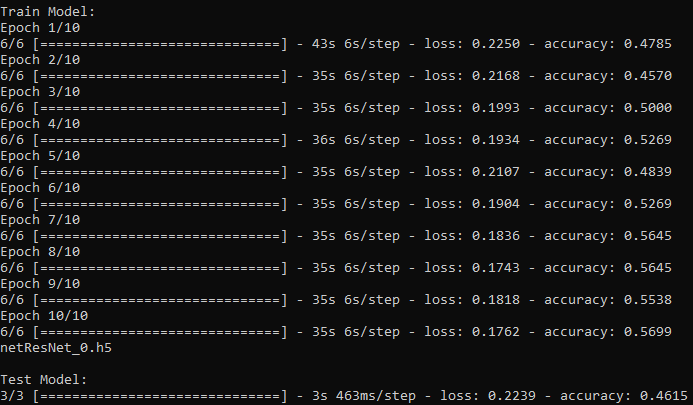 Train Model:
Epoch 1/10
6/6 [==============================] - 43s 6s/step - loss: 0.2250 - accuracy: 0.4785
Epoch 2/10
6/6 [==============================] - 35s 6s/step - loss: 0.2168 - accuracy: 0.4570
Epoch 3/10
6/6 [==============================] - 35s 6s/step - loss: 0.1993 - accuracy: 0.5000
Epoch 4/10
6/6 [==============================] - 36s 6s/step - loss: 0.1934 - accuracy: 0.5269
Epoch 5/10
6/6 [==============================] - 35s 6s/step - loss: 0.2107 - accuracy: 0.4839
Epoch 6/10
6/6 [==============================] - 35s 6s/step - loss: 0.1904 - accuracy: 0.5269
Epoch 7/10
6/6 [==============================] - 35s 6s/step - loss: 0.1836 - accuracy: 0.5645
Epoch 8/10
6/6 [==============================] - 35s 6s/step - loss: 0.1743 - accuracy: 0.5645
Epoch 9/10
6/6 [==============================] - 35s 6s/step - loss: 0.1818 - accuracy: 0.5538
Epoch 10/10
6/6 [==============================] - 35s 6s/step - loss: 0.1762 - accuracy: 0.5699
netResNet_0.h5
Test Model:
3/3 [==============================] - 3s 463ms/step - loss: 0.2239 - accuracy: 0.4615